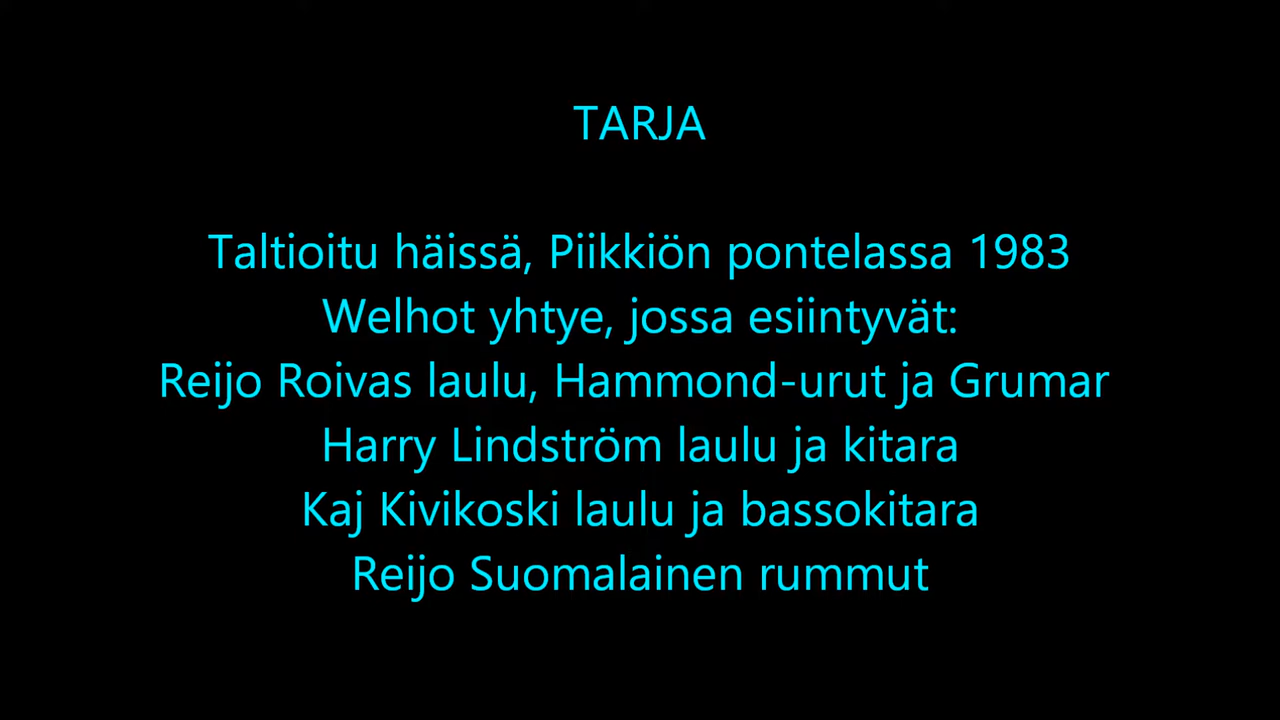 TARJA
Taltioitu häissä, Piikkiön pontelassa 1983
Welhot yhtye, jossa esiintyvät:
Reijo Roivas laulu, Hammond-urut ja Grumar
Harry Lindström laulu ja kitara
Kaj Kivikoski laulu ja bassokitara
Reijo Suomalainen rummut